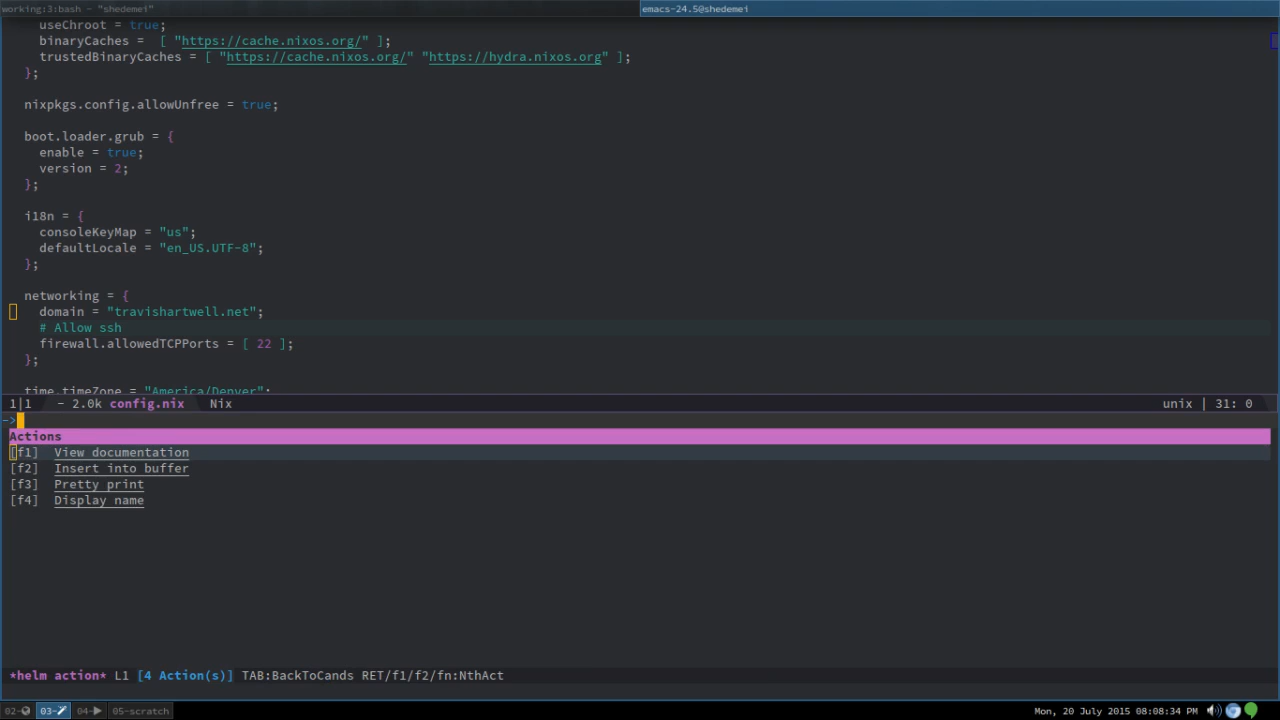 working:3:bash - "shedemei" emacs-24.5@shedemei
useChroot = true;
binaryCaches = [ "https://cache.nixos.org/" ];
trustedBinaryCaches = [ "https://cache.nixos.org/" "https://hydra.nixos.org" ];
};
nixpkgs.config.allowUnfree = true;
boot.loader.grub = {
enable = true;
version = 2;
};
i18n = {
consoleKeyMap = "us";
defaultLocale = "en_US.UTF-8";
};
networking = {
domain = "travishartwell.net";
# Allow ssh
firewall.allowedTCPPorts = [ 22 ];
};
time.timeZone = "America/Denver";
1|1 - 2.0k config.nix Nix unix | 31: 0
->
Actions
[f1] View documentation
[f2] Insert into buffer
[f3] Pretty print
[f4] Display name
*helm action* L1 [4 Action(s)] TAB:BackToCands RET/f1/f2/fn:NthAct
02- 03- 04- 05-scratch Mon, 20 July 2015 08:08:34 PM